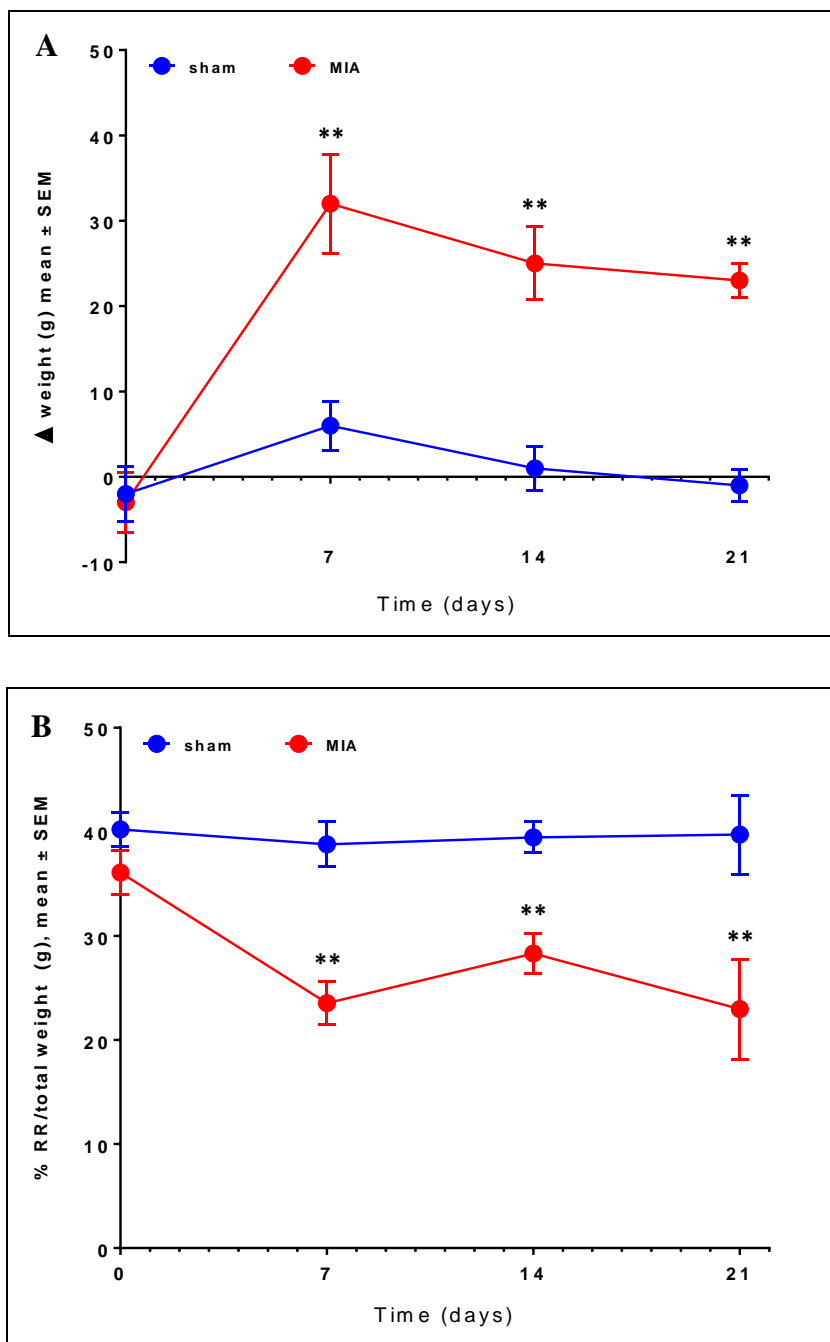 A
sham MIA
▲ weight (g) mean ± SEM
50
40
30
20
10
0
-10
**
**
**
7 14 21
Time (days)
B
sham MIA
% RR/total weight (g), mean ± SEM
50
40
30
20
10
0
**
**
**
0 7 14 21
Time (days)